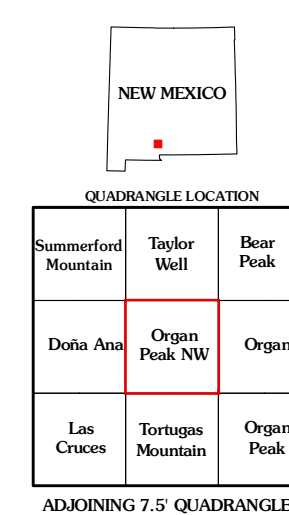 NEW MEXICO
QUADRANGLE LOCATION
Summerford
Mountain
Taylor
Well
Bear
Peak
Doña Ana
Organ
Peak NW
Organ
Las
Cruces
Tortugas
Mountain
Organ
Peak
ADJOINING 7.5' QUADRANGLE